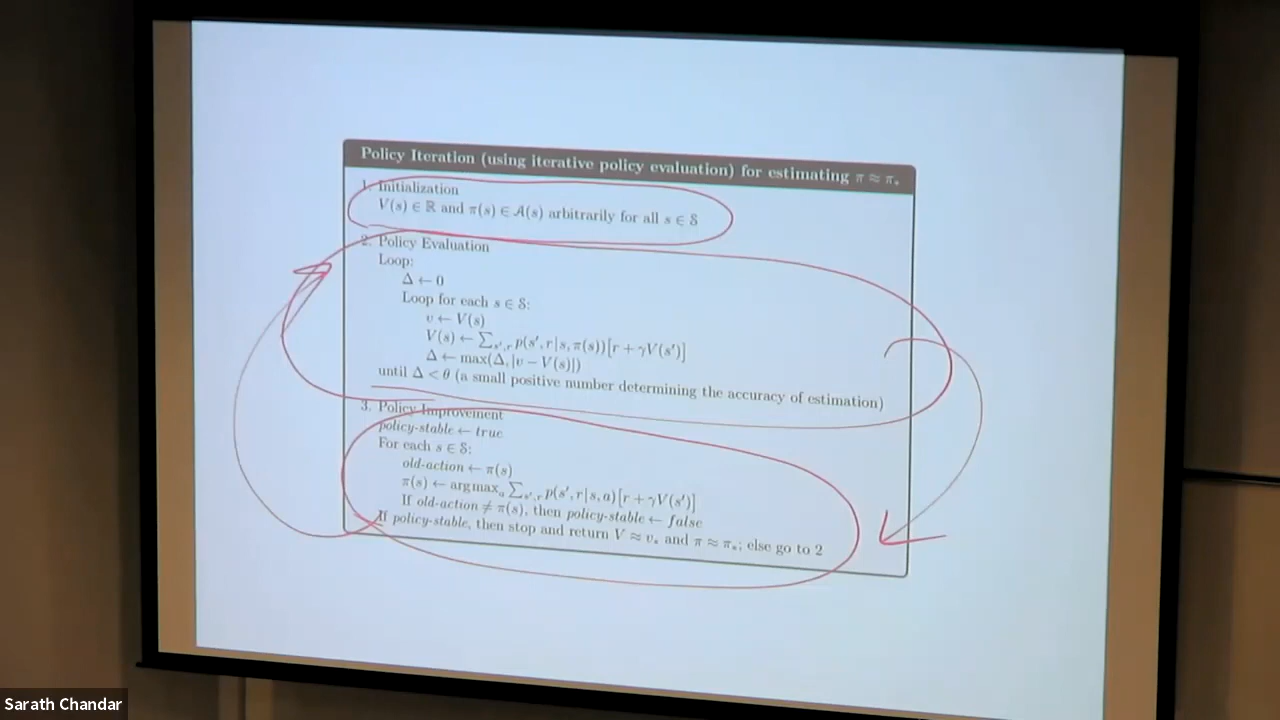 Policy Iteration (using iterative policy evaluation) for estimating π ≈ π*
1. Initialization
V(s) ∈ ℝ and π(s) ∈ 𝒜(s) arbitrarily for all s ∈ 𝒮
2. Policy Evaluation
Loop:
Δ ← 0
Loop for each s ∈ 𝒮:
v ← V(s)
V(s) ← ∑s′,r p(s′, r | s, π(s)) [r + γV(s′)]
Δ ← max(Δ, |v − V(s)|)
until Δ < θ (a small positive number determining the accuracy of estimation)
3. Policy Improvement
policy-stable ← true
For each s ∈ 𝒮:
old-action ← π(s)
π(s) ← arg maxa ∑s′,r p(s′, r | s, a) [r + γV(s′)]
If old-action ≠ π(s), then policy-stable ← false
If policy-stable, then stop and return V ≈ v* and π ≈ π*; else go to 2
Sarath Chandar